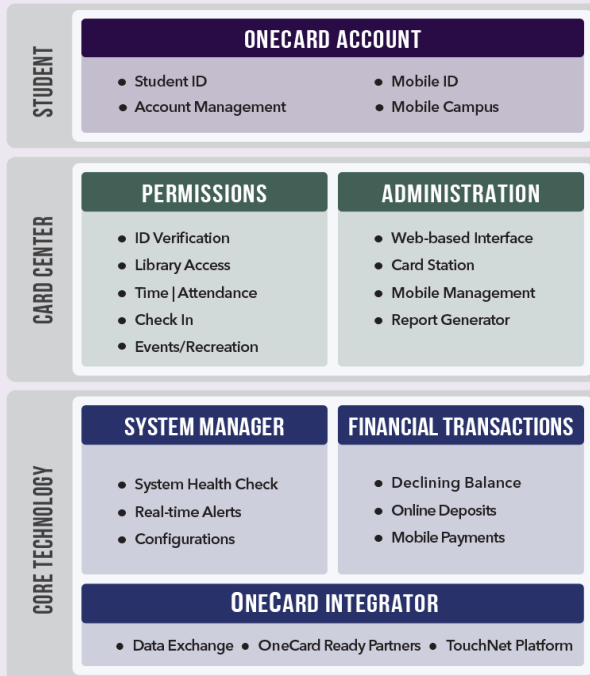 STUDENT
ONECARD ACCOUNT
• Student ID
• Account Management
• Mobile ID
• Mobile Campus
CARD CENTER
PERMISSIONS
• ID Verification
• Library Access
• Time | Attendance
• Check In
• Events/Recreation
ADMINISTRATION
• Web-based Interface
• Card Station
• Mobile Management
• Report Generator
CORE TECHNOLOGY
SYSTEM MANAGER
• System Health Check
• Real-time Alerts
• Configurations
FINANCIAL TRANSACTIONS
• Declining Balance
• Online Deposits
• Mobile Payments
ONECARD INTEGRATOR
• Data Exchange • OneCard Ready Partners • TouchNet Platform